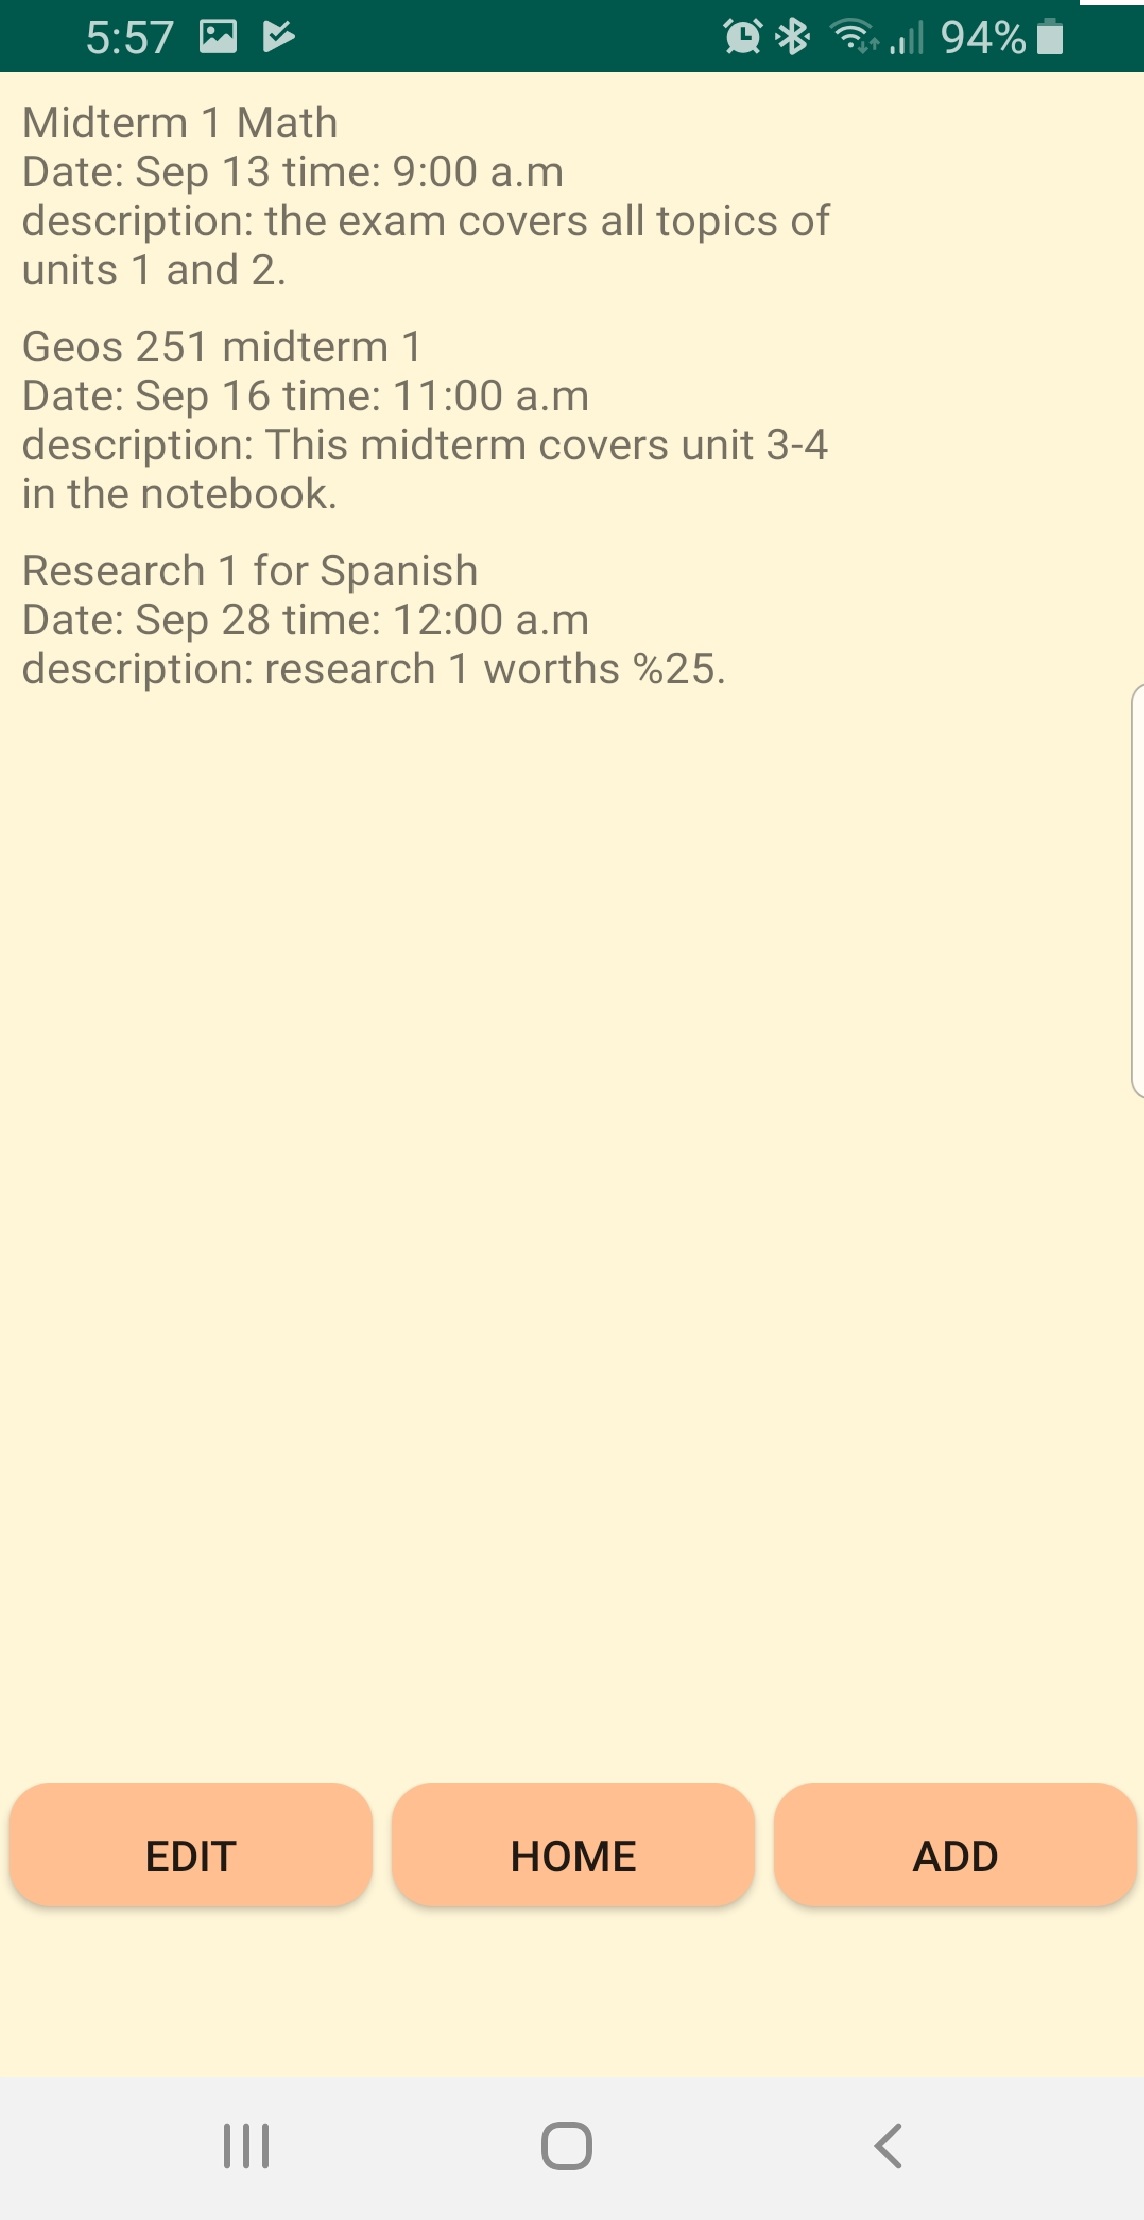 5:57 94%
Midterm 1 Math
Date: Sep 13 time: 9:00 a.m
description: the exam covers all topics of
units 1 and 2.
Geos 251 midterm 1
Date: Sep 16 time: 11:00 a.m
description: This midterm covers unit 3-4
in the notebook.
Research 1 for Spanish
Date: Sep 28 time: 12:00 a.m
description: research 1 worths %25.
EDIT HOME ADD